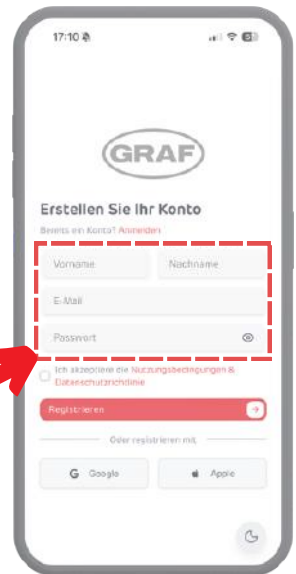 17:10
GRAF
Erstellen Sie Ihr Konto
Bereits ein Konto? Anmelden
Vorname Nachname
E-Mail
Passwort
Ich akzeptiere die Nutzungsbedingungen &
Datenschutzrichtlinie
Registrieren
Oder registrieren mit
Google Apple